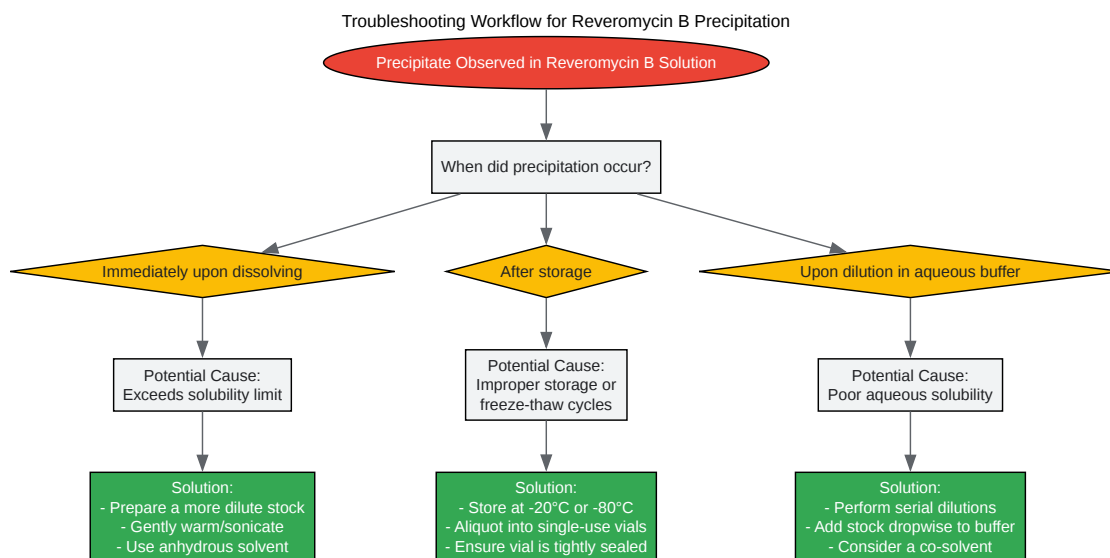 Troubleshooting Workflow for Reveromycin B Precipitation
Precipitate Observed in Reveromycin B Solution
When did precipitation occur?
Immediately upon dissolving
After storage
Upon dilution in aqueous buffer
Potential Cause:
Exceeds solubility limit
Potential Cause:
Improper storage or
freeze-thaw cycles
Potential Cause:
Poor aqueous solubility
Solution:
- Prepare a more dilute stock
- Gently warm/sonicate
- Use anhydrous solvent
Solution:
- Store at -20°C or -80°C
- Aliquot into single-use vials
- Ensure vial is tightly sealed
Solution:
- Perform serial dilutions
- Add stock dropwise to buffer
- Consider a co-solvent